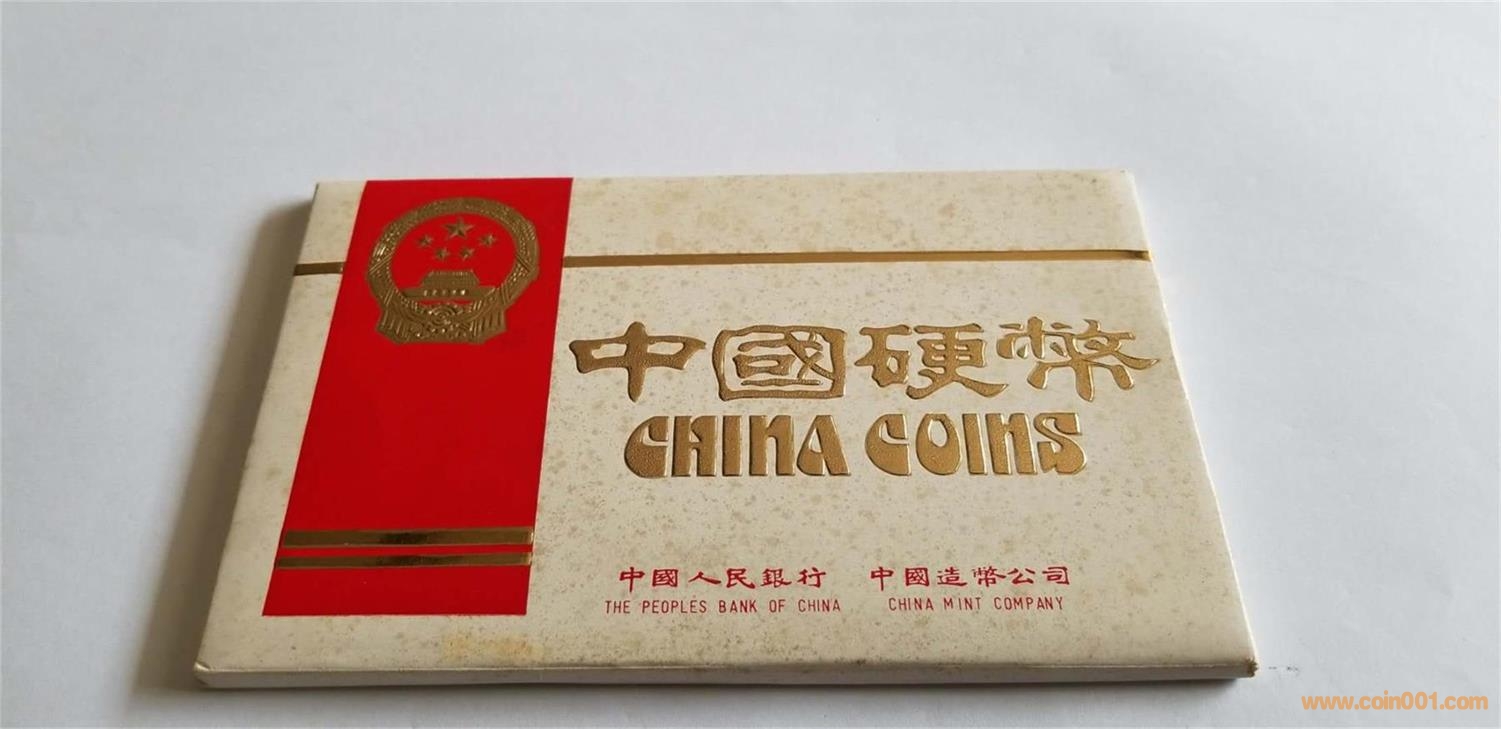 中國硬幣
CHINA COINS
中國人民銀行 中國造幣公司
THE PEOPLES BANK OF CHINA CHINA MINT COMPANY
www.coin001.com